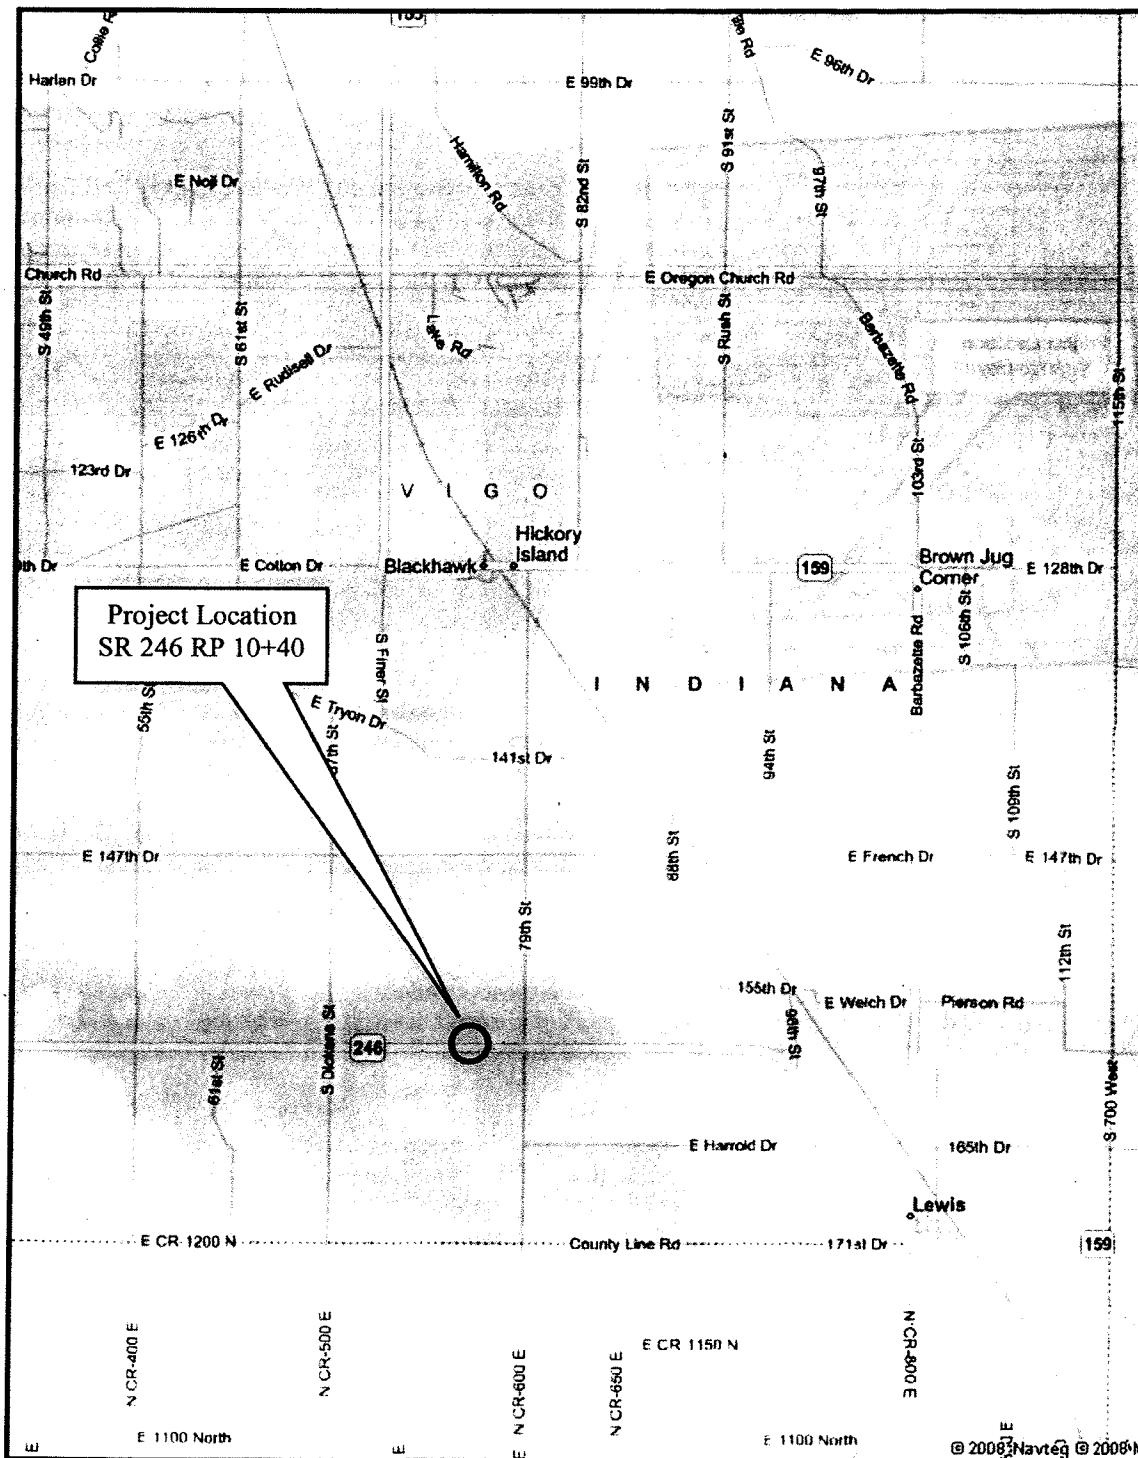 Harlan Dr
E 99th Dr
E 96th Dr
S 91st St
Hamilton Rd
S 82nd St
97th St
E Noji Dr
Church Rd
E Oregon Church Rd
S 49th St
S 61st St
Lake Rd
S Rush St
Barbazette Rd
E Rudisell Dr
115th St
E 126th Dr
123rd Dr
103rd St
V I G O
Hickory
Island
E Cotton Dr
Blackhawk
159
Brown Jug
Corner
E 128th Dr
Project Location
SR 246 RP 10+40
S Finer St
S 106th St
Barbazette Rd
I N D I A N A
55th St
E Tryon Dr
141st Dr
94th St
S 109th St
E 147th Dr
88th St
E French Dr
E 147th Dr
79th St
112th St
155th Dr
E Welch Dr
Pierson Rd
S Dickens St
246
96th St
61st St
S 700 West
E Harrold Dr
165th Dr
Lewis
E CR 1200 N
County Line Rd
171st Dr
159
N CR-400 E
N CR-500 E
N CR-600 E
N CR-650 E
E CR 1150 N
N CR-800 E
E 1100 North
E 1100 North
© 2008 Navteq © 2008